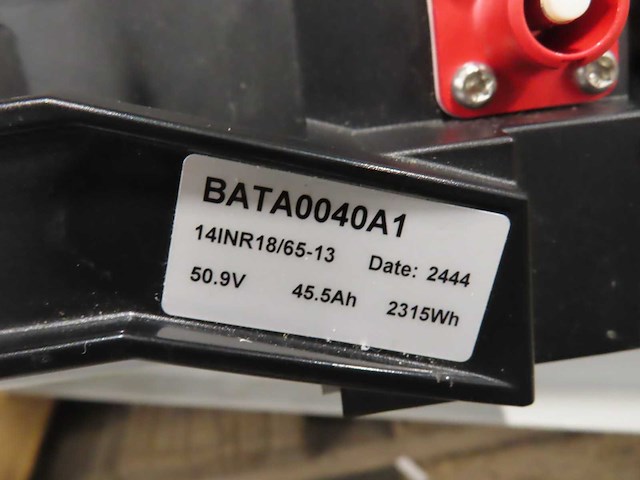 BATA0040A1
14INR18/65-13 Date: 2444
50.9V 45.5Ah 2315Wh